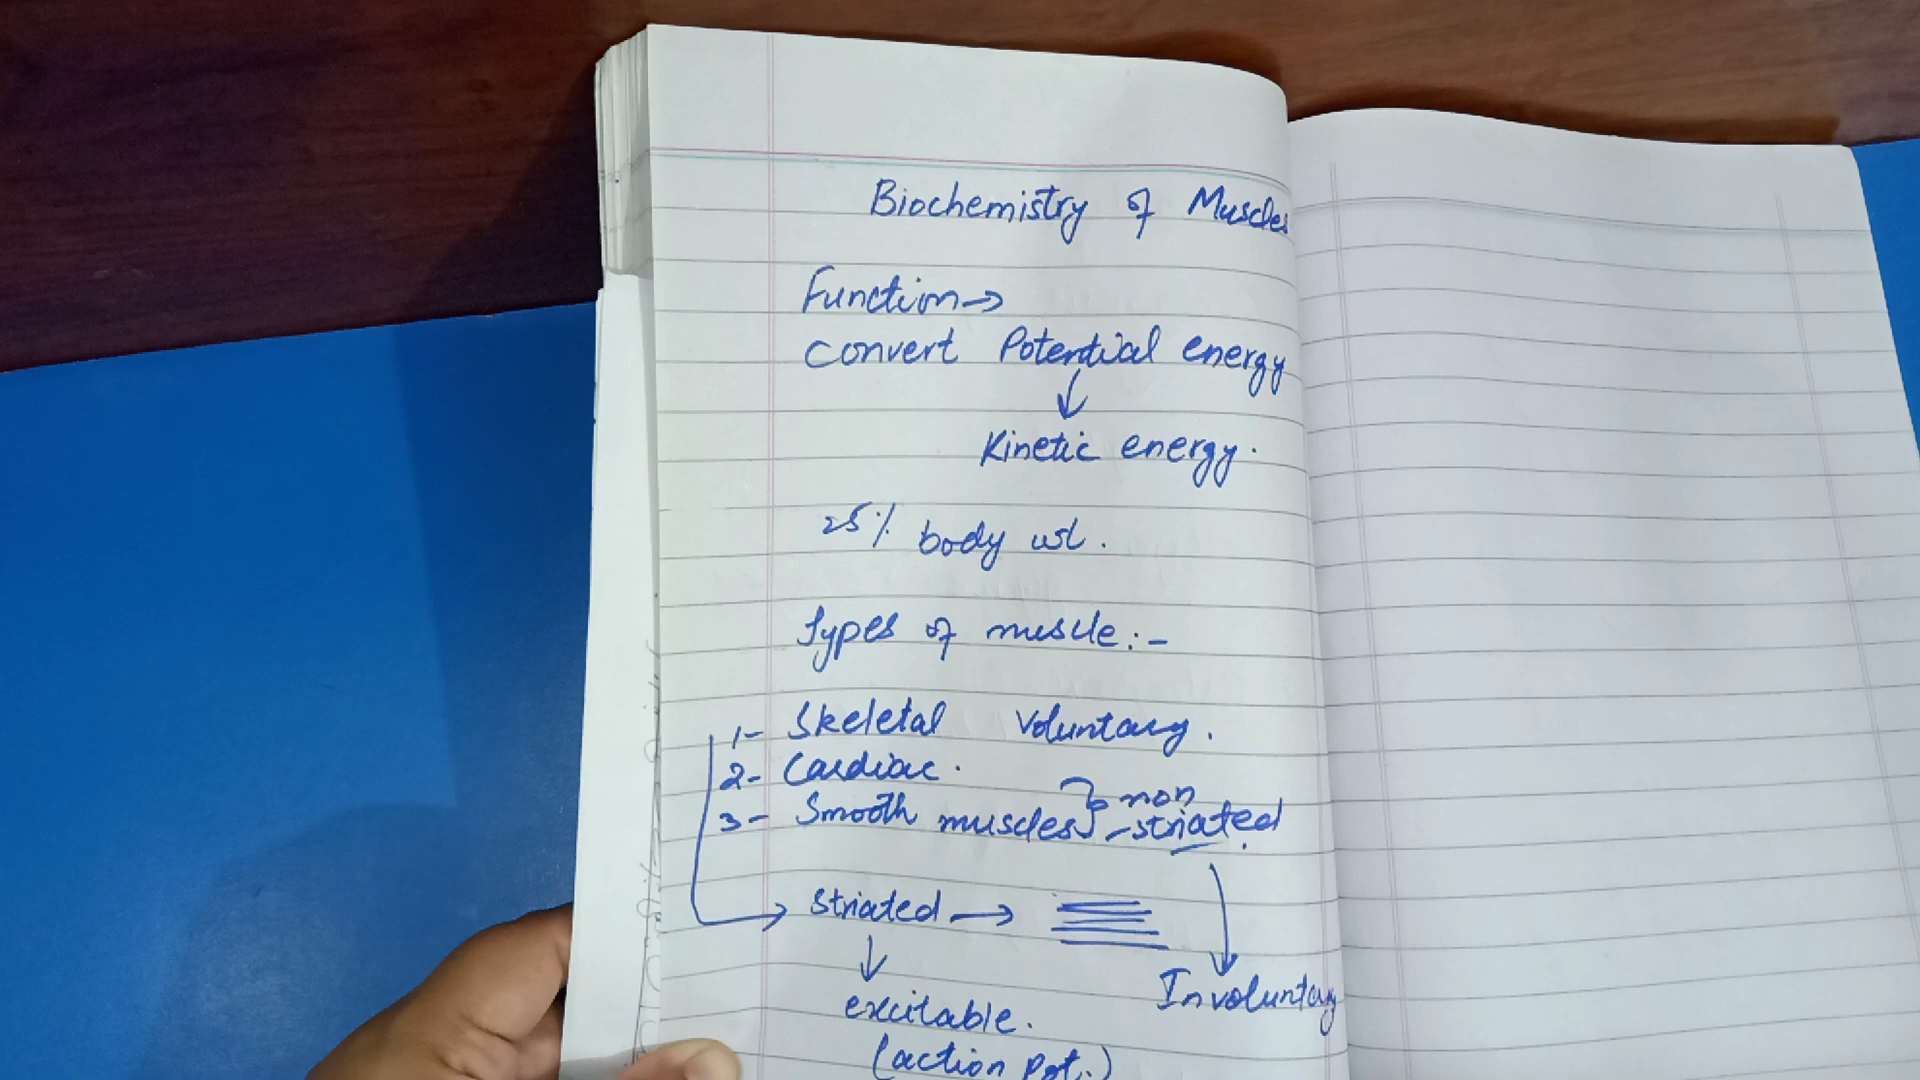 Biochemistry of Muscles
Function→
convert Potential energy
↓
Kinetic energy.
25% body wt.
Types of muscle:-
1- Skeletal Voluntary.
2- Cardiac.
3- Smooth muscles → non
-striated.
Striated →
↓
Involuntary
excitable.
(action Pot.)